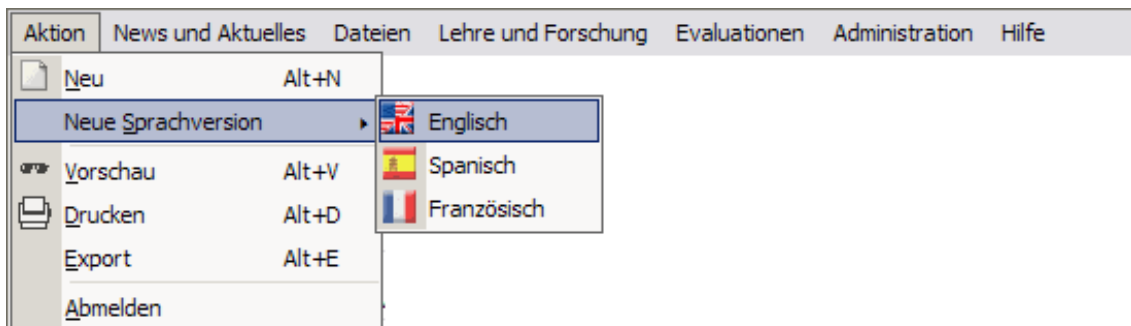 Aktion News und Aktuelles Dateien Lehre und Forschung Evaluationen Administration Hilfe
Neu Alt+N
Neue Sprachversion
Englisch
Spanisch
Französisch
Vorschau Alt+V
Drucken Alt+D
Export Alt+E
Abmelden